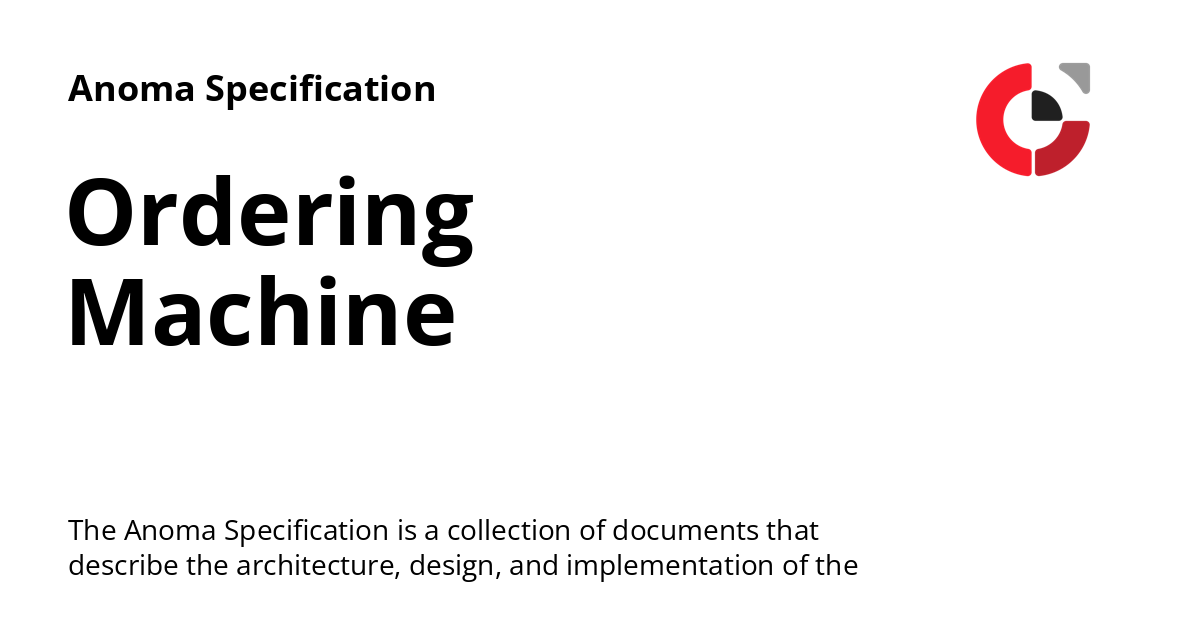 Anoma Specification
Ordering
Machine
The Anoma Specification is a collection of documents that
describe the architecture, design, and implementation of the